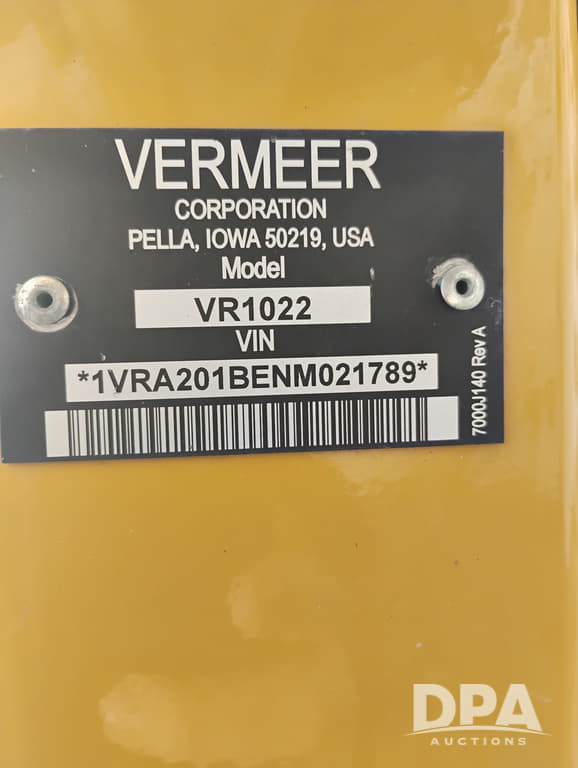 VERMEER
CORPORATION
PELLA, IOWA 50219, USA
Model
VR1022
VIN
*1VRA201BENM021789*
7000J140 Rev A
DPA
AUCTIONS